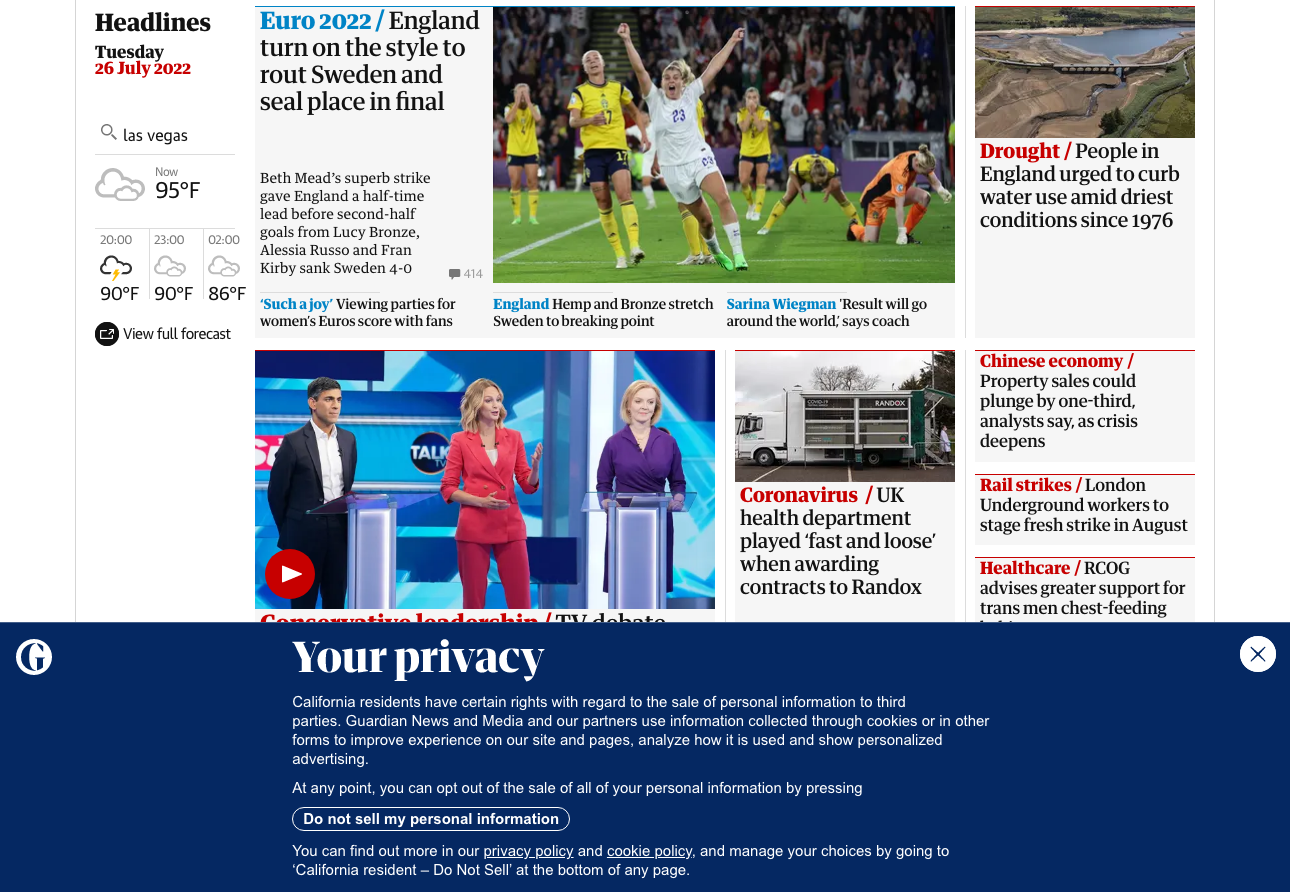 Headlines
Tuesday
26 July 2022
las vegas
Now
95°F
20:00
23:00
02:00
90°F
90°F
86°F
View full forecast
Euro 2022 / England
turn on the style to
rout Sweden and
seal place in final
Beth Mead’s superb strike
gave England a half-time
lead before second-half
goals from Lucy Bronze,
Alessia Russo and Fran
Kirby sank Sweden 4-0
414
17
17
23
23
‘Such a joy’ Viewing parties for
women’s Euros score with fans
England Hemp and Bronze stretch
Sweden to breaking point
Sarina Wiegman ‘Result will go
around the world,’ says coach
Drought / People in
England urged to curb
water use amid driest
conditions since 1976
TALK
TV
Conservative leadership / TV debate
COVID-19
RANDOX
Coronavirus / UK
health department
played ‘fast and loose’
when awarding
contracts to Randox
Chinese economy /
Property sales could
plunge by one-third,
analysts say, as crisis
deepens
Rail strikes / London
Underground workers to
stage fresh strike in August
Healthcare / RCOG
advises greater support for
trans men chest-feeding
G
Your privacy
California residents have certain rights with regard to the sale of personal information to third
parties. Guardian News and Media and our partners use information collected through cookies or in other
forms to improve experience on our site and pages, analyze how it is used and show personalized
advertising.
At any point, you can opt out of the sale of all of your personal information by pressing
Do not sell my personal information
You can find out more in our privacy policy and cookie policy, and manage your choices by going to
‘California resident – Do Not Sell’ at the bottom of any page.